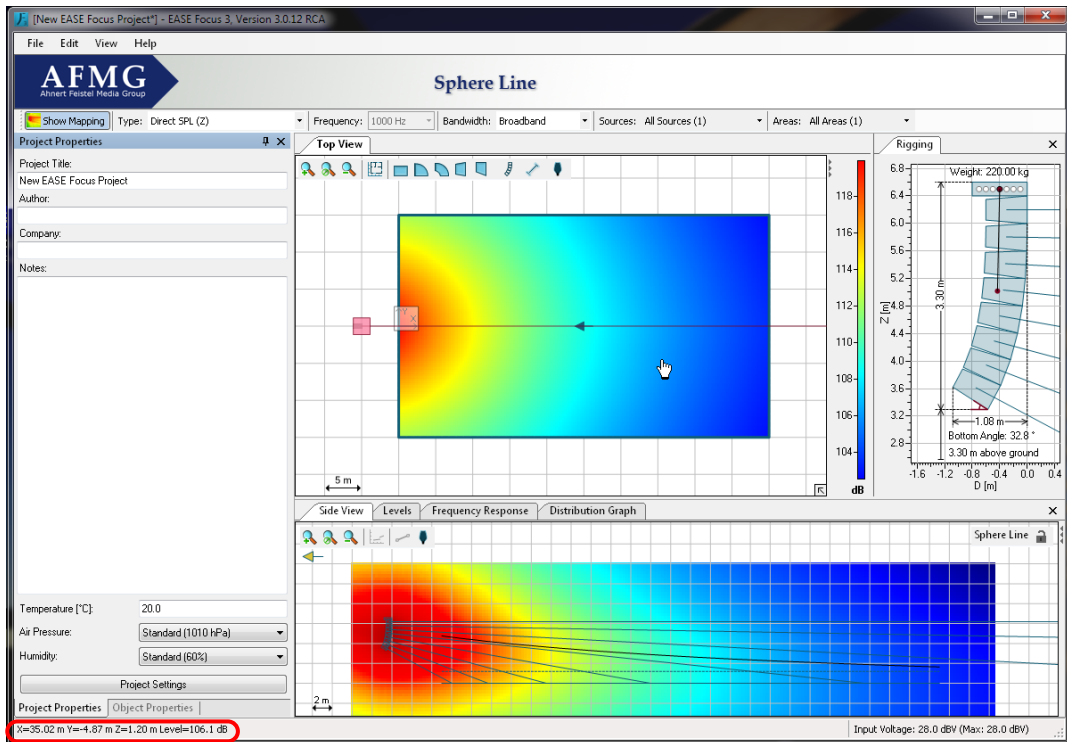 [New EASE Focus Project*] - EASE Focus 3, Version 3.0.12 RCA
File Edit View Help
AFMG
Ahnert Feistel Media Group
Sphere Line
Show Mapping Type: Direct SPL (Z) Frequency: 1000 Hz Bandwidth: Broadband Sources: All Sources (1) Areas: All Areas (1)
Project Properties
Project Title:
New EASE Focus Project
Author:
Company:
Notes:
Temperature [°C]: 20.0
Air Pressure: Standard (1010 hPa)
Humidity: Standard (60%)
Project Settings
Project Properties Object Properties
Top View
Y
X
5 m
118
116
114
112
110
108
106
104
dB
Rigging
Weight: 220.00 kg
6.8
6.4
6.0
5.6
5.2
4.8
4.4
4.0
3.6
3.2
2.8
Z [m]
3.30 m
1.08 m
Bottom Angle: 32.8 °
3.30 m above ground
-1.6 -1.2 -0.8 -0.4 0.0 0.4
D [m]
Side View Levels Frequency Response Distribution Graph
Sphere Line
2 m
X=35.02 m Y=-4.87 m Z=1.20 m Level=106.1 dB
Input Voltage: 28.0 dBV (Max: 28.0 dBV)